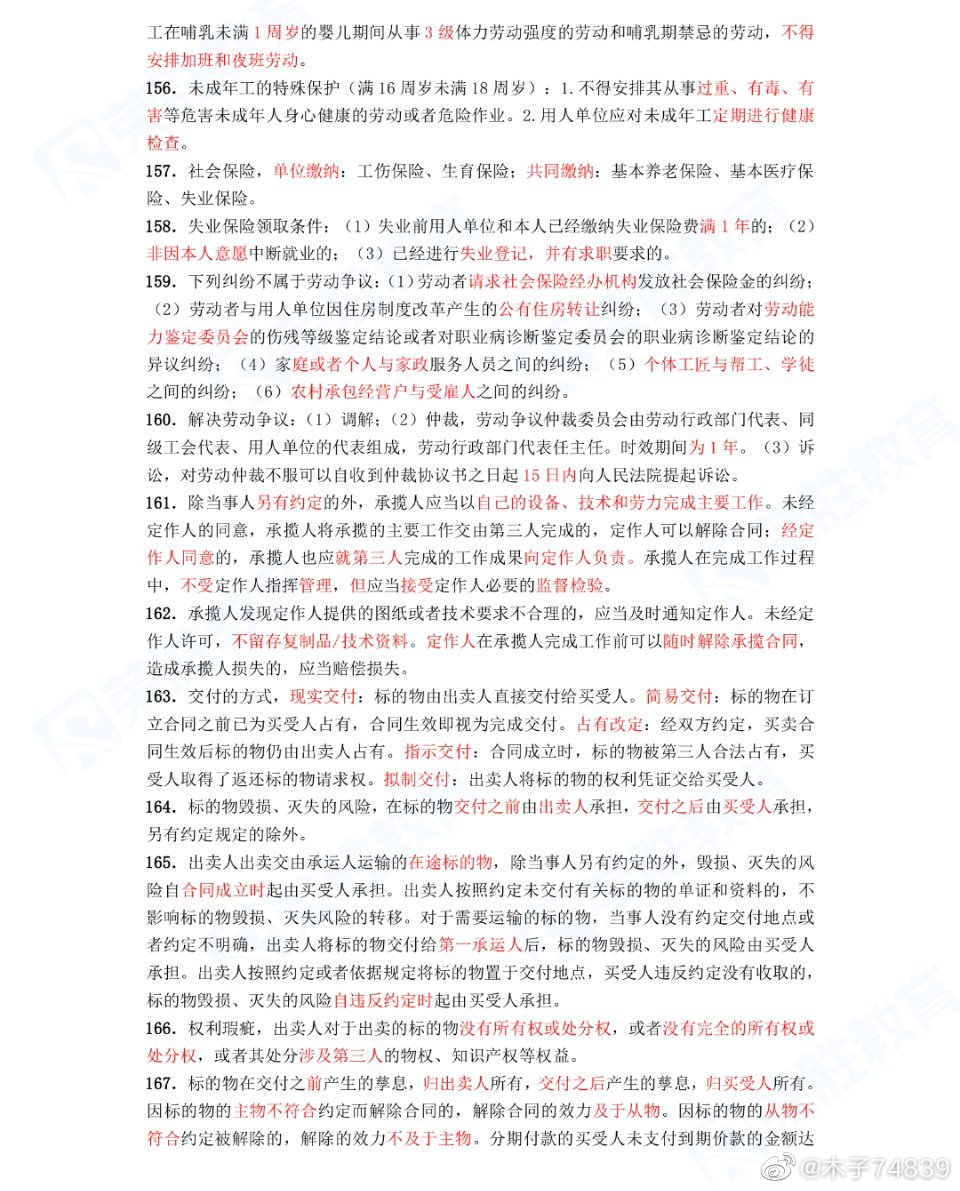 工在哺乳未满1周岁的婴儿期间从事3级体力劳动强度的劳动和哺乳期禁忌的劳动，不得
安排加班和夜班劳动。
156．未成年工的特殊保护（满16周岁未满18周岁）：1.不得安排其从事过重、有毒、有
害等危害未成年人身心健康的劳动或者危险作业。2.用人单位应对未成年工定期进行健康
检查。
157．社会保险，单位缴纳：工伤保险、生育保险；共同缴纳：基本养老保险、基本医疗保
险、失业保险。
158．失业保险领取条件：（1）失业前用人单位和本人已经缴纳失业保险费满1年的；（2）
非因本人意愿中断就业的；（3）已经进行失业登记，并有求职要求的。
159．下列纠纷不属于劳动争议：（1）劳动者请求社会保险经办机构发放社会保险金的纠纷；
（2）劳动者与用人单位因住房制度改革产生的公有住房转让纠纷；（3）劳动者对劳动能
力鉴定委员会的伤残等级鉴定结论或者对职业病诊断鉴定委员会的职业病诊断鉴定结论的
异议纠纷；（4）家庭或者个人与家政服务人员之间的纠纷；（5）个体工匠与帮工、学徒
之间的纠纷；（6）农村承包经营户与受雇人之间的纠纷。
160．解决劳动争议：（1）调解；（2）仲裁，劳动争议仲裁委员会由劳动行政部门代表、同
级工会代表、用人单位的代表组成，劳动行政部门代表任主任。时效期间为1年。（3）诉
讼，对劳动仲裁不服可以自收到仲裁协议书之日起15日内向人民法院提起诉讼。
161．除当事人另有约定的外，承揽人应当以自己的设备、技术和劳力完成主要工作。未经
定作人的同意，承揽人将承揽的主要工作交由第三人完成的，定作人可以解除合同；经定
作人同意的，承揽人也应就第三人完成的工作成果向定作人负责。承揽人在完成工作过程
中，不受定作人指挥管理，但应当接受定作人必要的监督检验。
162．承揽人发现定作人提供的图纸或者技术要求不合理的，应当及时通知定作人。未经定
作人许可，不留存复制品/技术资料。定作人在承揽人完成工作前可以随时解除承揽合同，
造成承揽人损失的，应当赔偿损失。
163．交付的方式，现实交付：标的物由出卖人直接交付给买受人。简易交付：标的物在订
立合同之前已为买受人占有，合同生效即视为完成交付。占有改定：经双方约定，买卖合
同生效后标的物仍由出卖人占有。指示交付：合同成立时，标的物被第三人合法占有，买
受人取得了返还标的物请求权。拟制交付：出卖人将标的物的权利凭证交给买受人。
164．标的物毁损、灭失的风险，在标的物交付之前由出卖人承担，交付之后由买受人承担，
另有约定规定的除外。
165．出卖人出卖交由承运人运输的在途标的物，除当事人另有约定的外，毁损、灭失的风
险自合同成立时起由买受人承担。出卖人按照约定未交付有关标的物的单证和资料的，不
影响标的物毁损、灭失风险的转移。对于需要运输的标的物，当事人没有约定交付地点或
者约定不明确，出卖人将标的物交付给第一承运人后，标的物毁损、灭失的风险由买受人
承担。出卖人按照约定或者依据规定将标的物置于交付地点，买受人违反约定没有收取的，
标的物毁损、灭失的风险自违反约定时起由买受人承担。
166．权利瑕疵，出卖人对于出卖的标的物没有所有权或处分权，或者没有完全的所有权或
处分权，或者其处分涉及第三人的物权、知识产权等权益。
167．标的物在交付之前产生的孳息，归出卖人所有，交付之后产生的孳息，归买受人所有。
因标的物的主物不符合约定而解除合同的，解除合同的效力及于从物。因标的物的从物不
符合约定被解除的，解除的效力不及于主物。分期付款的买受人未支付到期价款的金额达
@木子74839